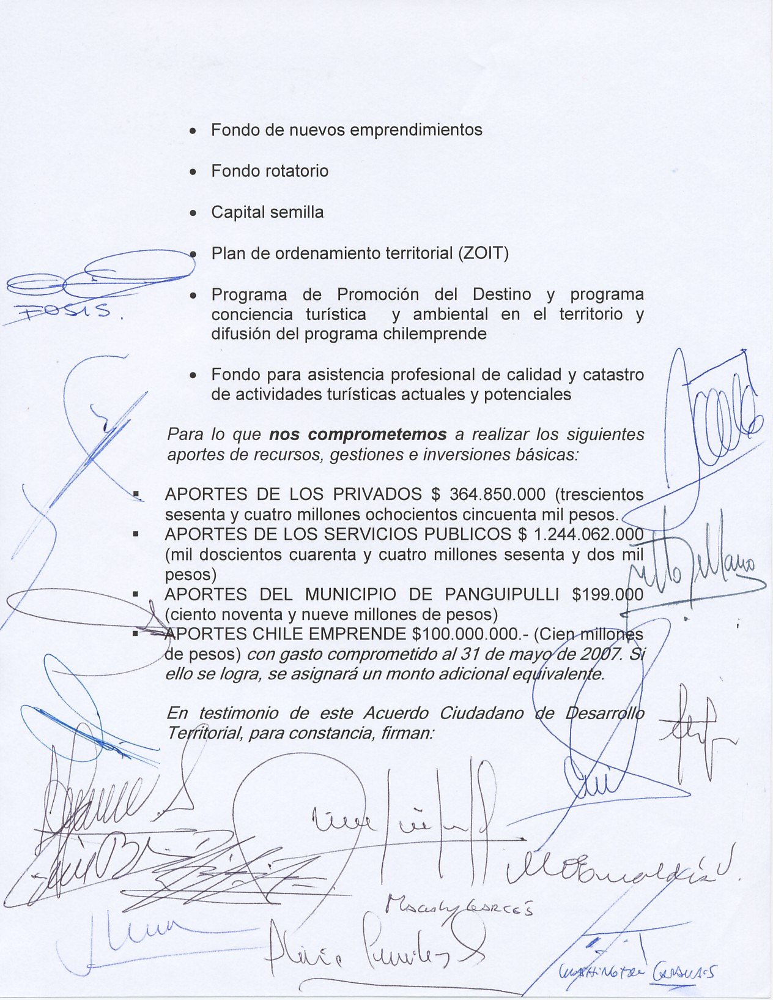 • Fondo de nuevos emprendimientos
• Fondo rotatorio
• Capital semilla
• Plan de ordenamiento territorial (ZOIT)
FOSIS.
• Programa de Promoción del Destino y programa
conciencia turística y ambiental en el territorio y
difusión del programa chilemprende
• Fondo para asistencia profesional de calidad y catastro
de actividades turísticas actuales y potenciales
Para lo que nos comprometemos a realizar los siguientes
aportes de recursos, gestiones e inversiones básicas:
▪ APORTES DE LOS PRIVADOS $ 364.850.000 (trescientos
sesenta y cuatro millones ochocientos cincuenta mil pesos.
▪ APORTES DE LOS SERVICIOS PUBLICOS $ 1.244.062.000
(mil doscientos cuarenta y cuatro millones sesenta y dos mil
pesos)
▪ APORTES DEL MUNICIPIO DE PANGUIPULLI $199.000
(ciento noventa y nueve millones de pesos)
▪ APORTES CHILE EMPRENDE $100.000.000.- (Cien millones
de pesos) con gasto comprometido al 31 de mayo de 2007. Si
ello se logra, se asignará un monto adicional equivalente.
En testimonio de este Acuerdo Ciudadano de Desarrollo
Territorial, para constancia, firman:
Garcés
Washington